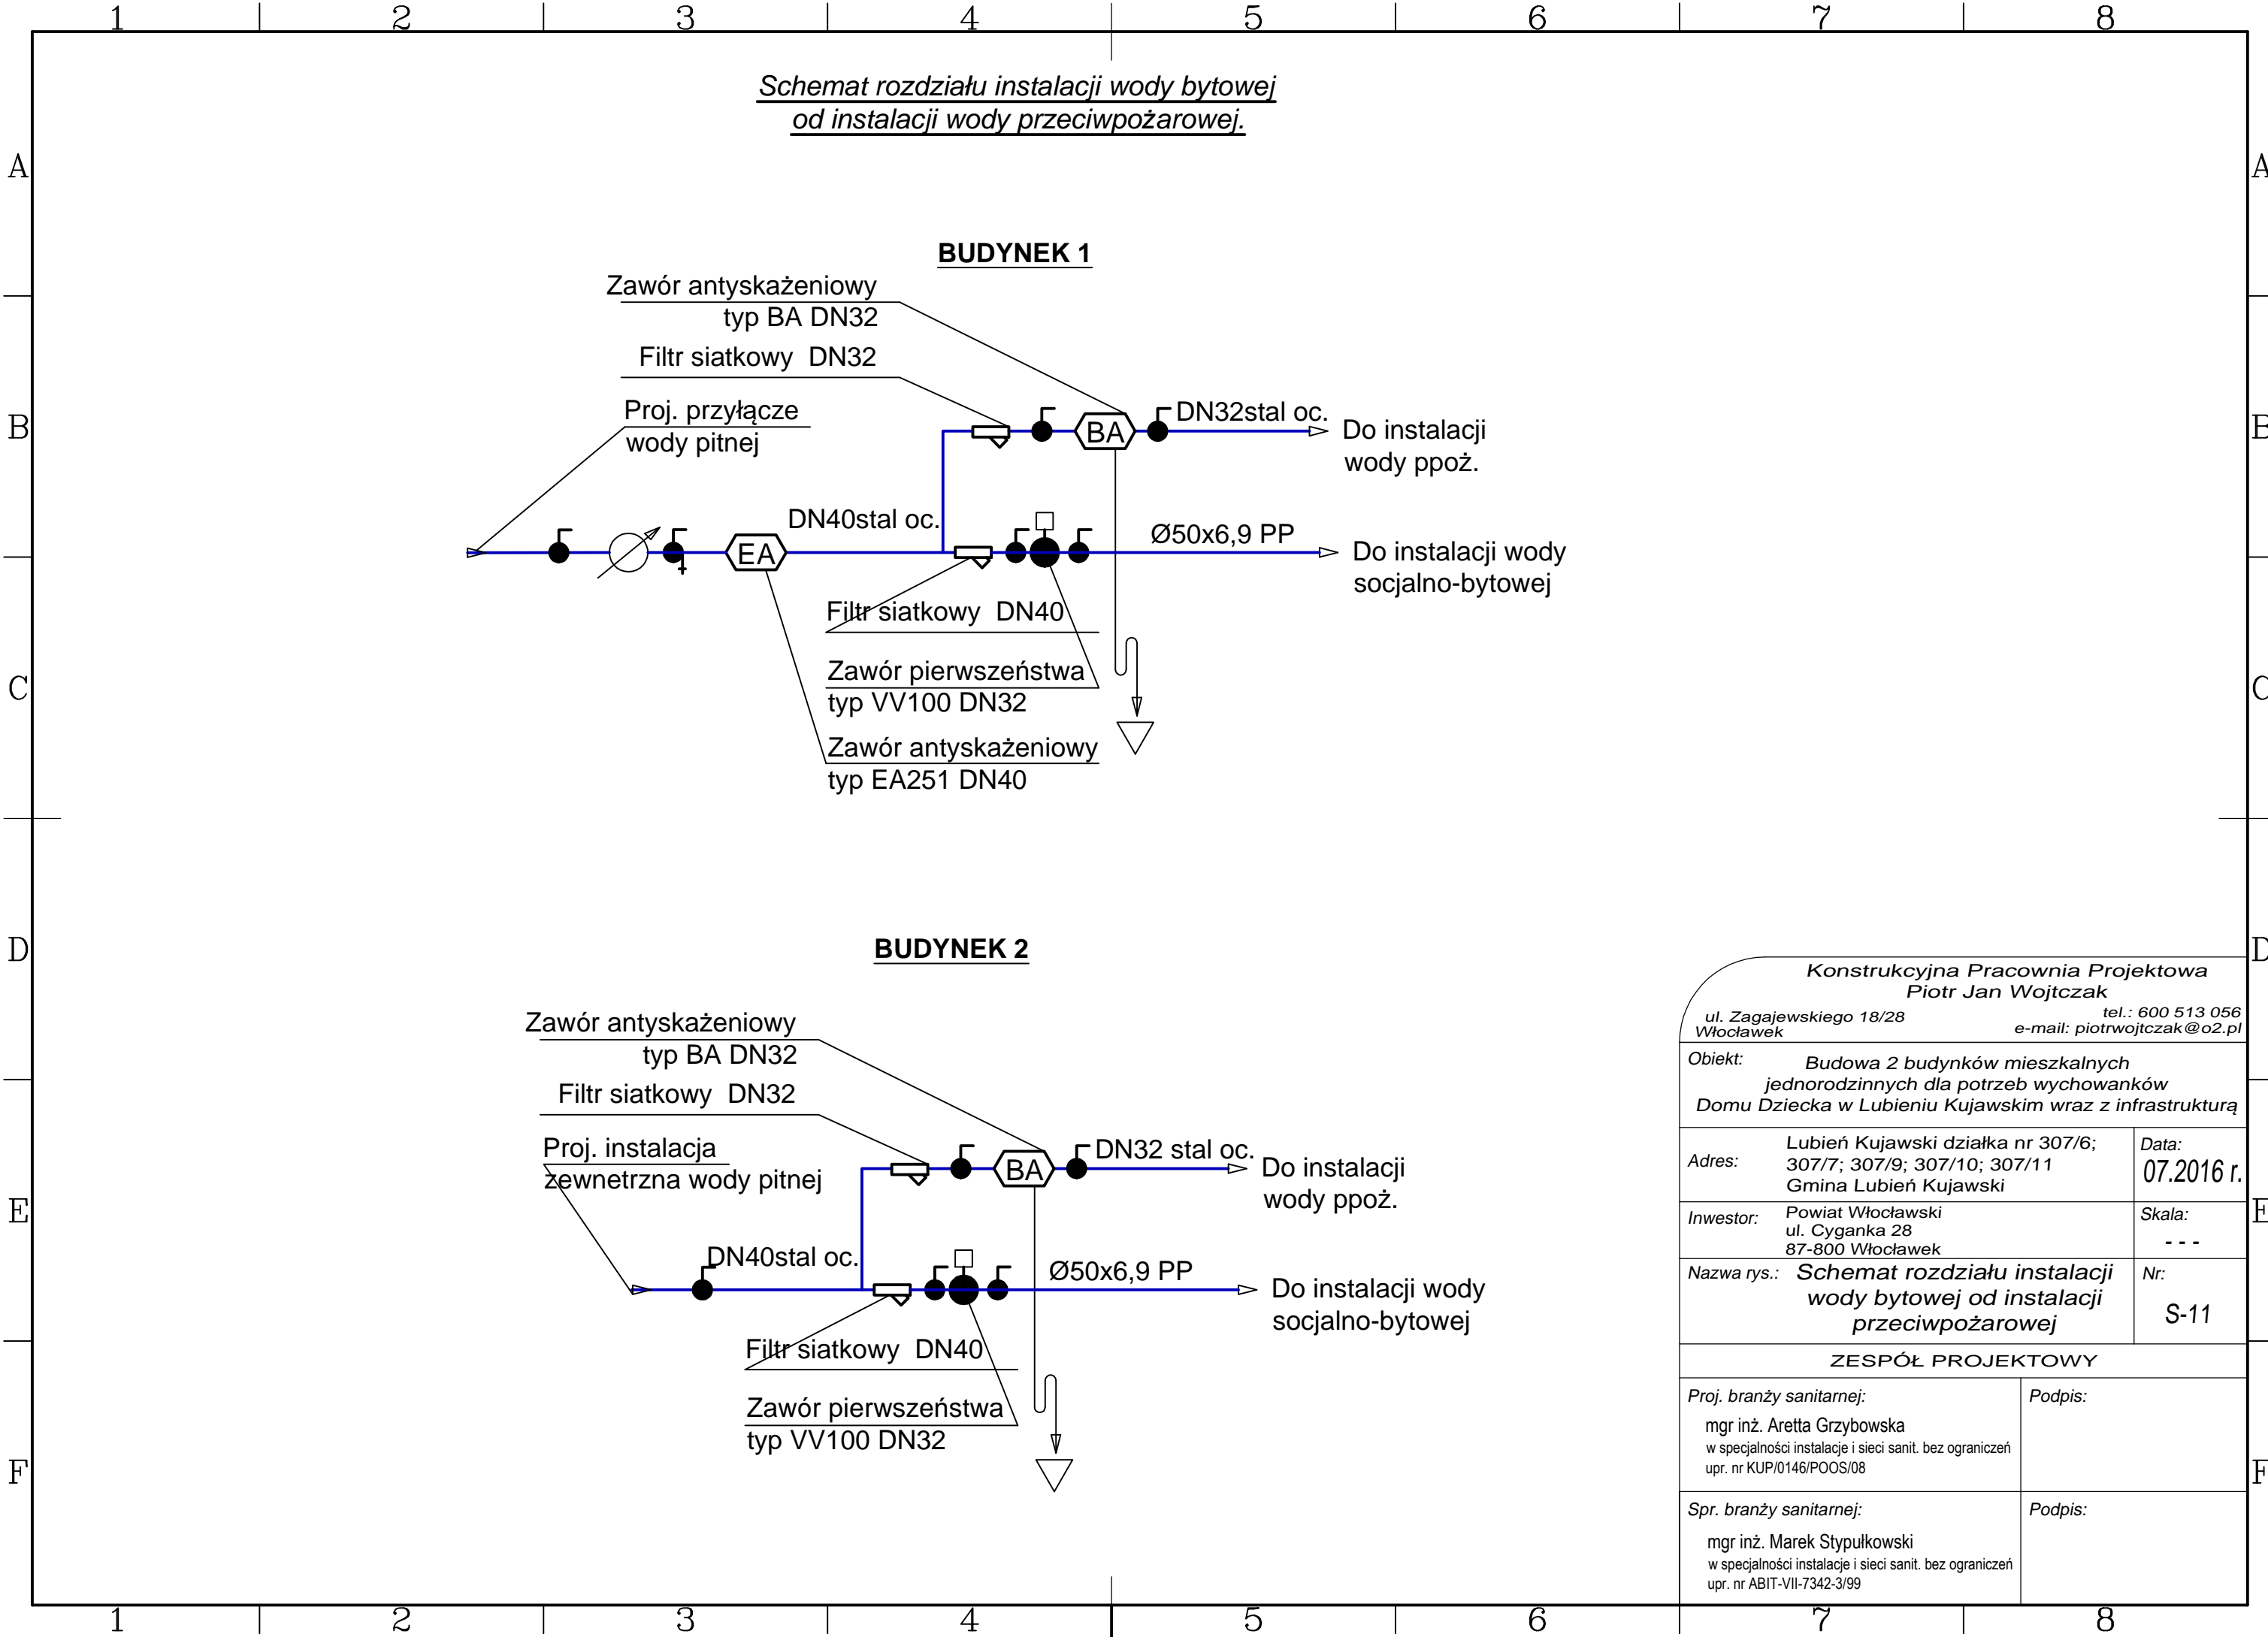 1 2 3 4 5 6 7 8
Schemat rozdziału instalacji wody bytowej
od instalacji wody przeciwpożarowej.
A A
BUDYNEK 1
Zawór antyskażeniowy
typ BA DN32
Filtr siatkowy DN32
Proj. przyłącze
wody pitnej
B B
BA
DN32stal oc.
Do instalacji
wody ppoż.
DN40stal oc.
EA
Ø50x6,9 PP
Do instalacji wody
socjalno-bytowej
Filtr siatkowy DN40
Zawór pierwszeństwa
typ VV100 DN32
C C
Zawór antyskażeniowy
typ EA251 DN40
D D
BUDYNEK 2
Zawór antyskażeniowy
typ BA DN32
Filtr siatkowy DN32
Proj. instalacja
zewnetrzna wody pitnej
BA
DN32 stal oc.
Do instalacji
wody ppoż.
E E
DN40stal oc.
Ø50x6,9 PP
Do instalacji wody
socjalno-bytowej
Filtr siatkowy DN40
Zawór pierwszeństwa
typ VV100 DN32
F F
Konstrukcyjna Pracownia Projektowa
Piotr Jan Wojtczak
ul. Zagajewskiego 18/28
Włocławek
tel.: 600 513 056
e-mail: piotrwojtczak@o2.pl
Obiekt:
Budowa 2 budynków mieszkalnych
jednorodzinnych dla potrzeb wychowanków
Domu Dziecka w Lubieniu Kujawskim wraz z infrastrukturą
Adres:
Lubień Kujawski działka nr 307/6;
307/7; 307/9; 307/10; 307/11
Gmina Lubień Kujawski
Data:
07.2016 r.
Inwestor:
Powiat Włocławski
ul. Cyganka 28
87-800 Włocławek
Skala:
- - -
Nazwa rys.:
Schemat rozdziału instalacji
wody bytowej od instalacji
przeciwpożarowej
Nr:
S-11
ZESPÓŁ PROJEKTOWY
Proj. branży sanitarnej:
mgr inż. Aretta Grzybowska
w specjalności instalacje i sieci sanit. bez ograniczeń
upr. nr KUP/0146/POOS/08
Podpis:
Spr. branży sanitarnej:
mgr inż. Marek Stypułkowski
w specjalności instalacje i sieci sanit. bez ograniczeń
upr. nr ABIT-VII-7342-3/99
Podpis:
1 2 3 4 5 6 7 8